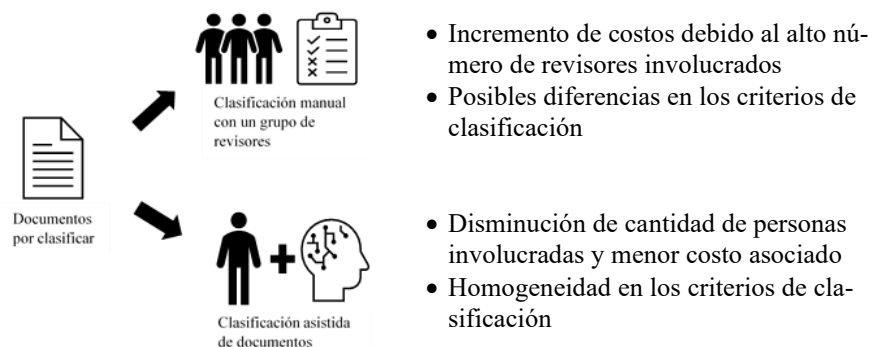 Documentos
por clasificar
Clasificación manual
con un grupo de
revisores
• Incremento de costos debido al alto nú-
mero de revisores involucrados
• Posibles diferencias en los criterios de
clasificación
Clasificación asistida
de documentos
• Disminución de cantidad de personas
involucradas y menor costo asociado
• Homogeneidad en los criterios de cla-
sificación